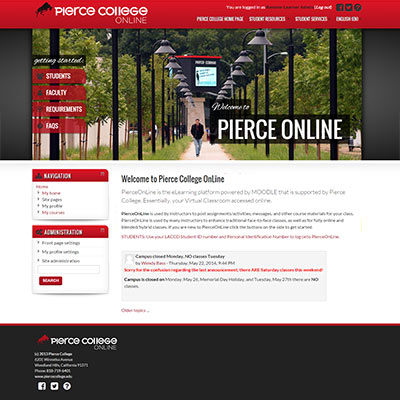 PIERCE COLLEGE
ONLINE
You are logged in as
(Log out)
PIERCE COLLEGE HOME PAGE
STUDENT RESOURCES
STUDENT SERVICES
ENGLISH (EN)
getting started:
STUDENTS
FACULTY
REQUIREMENTS
FAQS
PIERCE COLLEGE
ONLINE
Welcome to
PIERCE ONLINE
NAVIGATION
Home
My home
Site pages
My profile
My courses
ADMINISTRATION
Front page settings
My profile settings
Site administration
SEARCH
Welcome to Pierce College OnLine
PierceOnLine is the eLearning platform powered by MOODLE that is supported by Pierce
College. Essentially, your Virtual Classroom accessed online.
PierceOnLine is used by instructors to post assignments/activities, messages, and other course materials for your class.
PierceOnLine is used by many instructors to enhance traditional face-to-face classes, as well as for fully online and
blended/hybrid classes. If you are new to PierceOnLine click the buttons on the side to get started.
STUDENTS: Use your LACCD Student ID number and Personal Identification Number to log onto PierceOnLine.
Campus closed Monday, NO classes Tuesday
by Wendy Bass - Thursday, May 22, 2014, 9:44 PM
Sorry for the confusion regarding the last announcement, there ARE Saturday classes this weekend!
Campus is closed on Monday, May 26, Memorial Day Holiday, and Tuesday, May 27th there are NO
classes.
Older topics ...
PIERCE COLLEGE
ONLINE
(c) 2013 Pierce College
6201 Winnetka Avenue
Woodland Hills, California 91371
Phone: 818-719-6401
www.piercecollege.edu